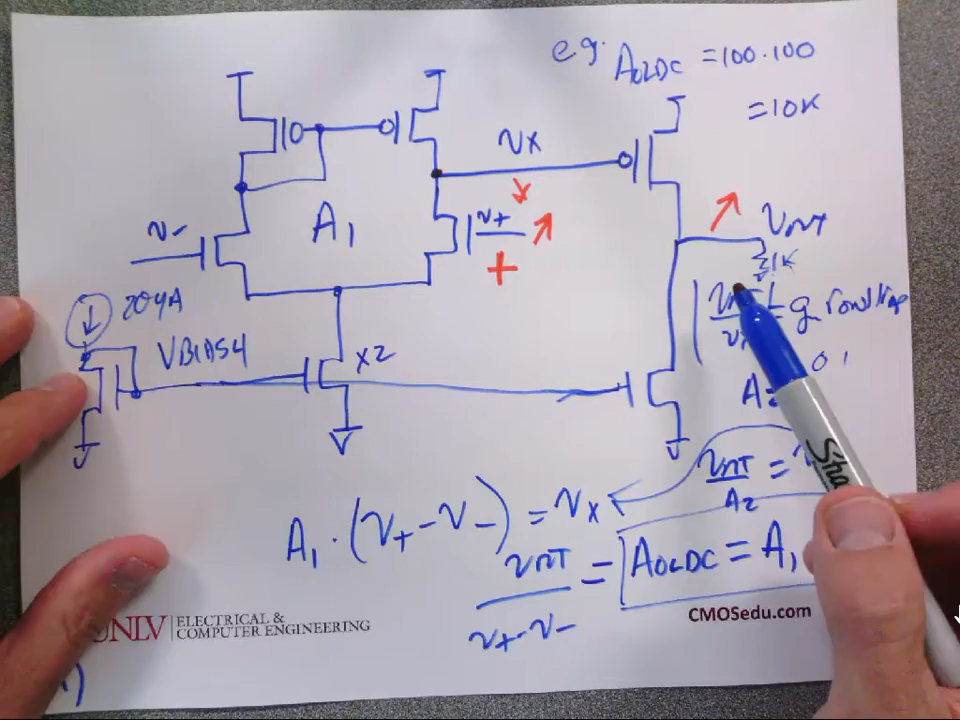 e.g. AOLDC = 100·100
= 10K
vx
v-
A1
v+
+
vout
1K
20µA
VBIAS4
X2
A2
vout/A2 =
A1·(v+ - v-) = vx
vout/(v+ - v-) = AOLDC = A1
UNLV ELECTRICAL &
COMPUTER ENGINEERING
CMOSedu.com